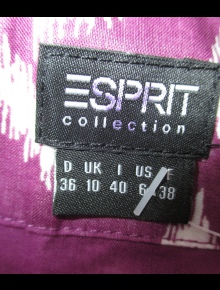 ESPRIT
collection
D UK I US E
36 10 40 6 38